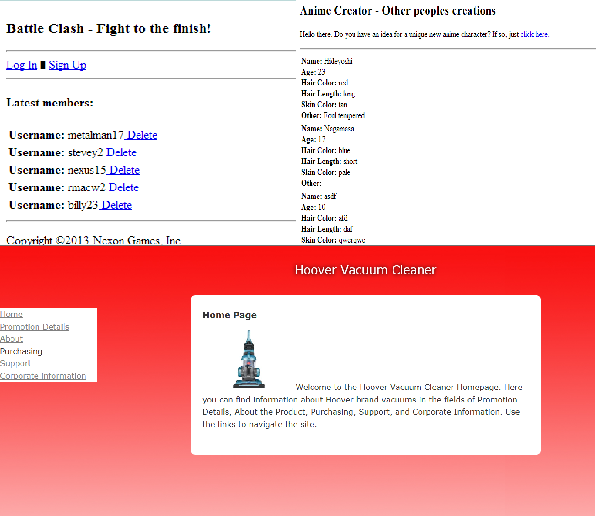 Battle Clash - Fight to the finish!
Log In Sign Up
Latest members:
Username: metalman17 Delete
Username: stevey2 Delete
Username: nexus15 Delete
Username: rmacw2 Delete
Username: billy23 Delete
Copyright ©2013 Nexon Games, Inc
Anime Creator - Other peoples creations
Hello there. Do you have an idea for a unique new anime character? If so, just click here.
Name: Hideyoshi
Age: 23
Hair Color: red
Hair Length: long
Skin Color: tan
Other: Bad tempered
Name: Nagamasa
Age: 17
Hair Color: blue
Hair Length: short
Skin Color: pale
Other:
Name: asdf
Age: 10
Hair Color:
Hair Length:
Skin Color:
Hoover Vacuum Cleaner
Home
Promotion Details
About
Purchasing
Support
Corporate Information
Home Page
Welcome to the Hoover Vacuum Cleaner Homepage. Here
you can find information about Hoover brand vacuums in the fields of Promotion
Details, About the Product, Purchasing, Support, and Corporate Information. Use
the links to navigate the site.